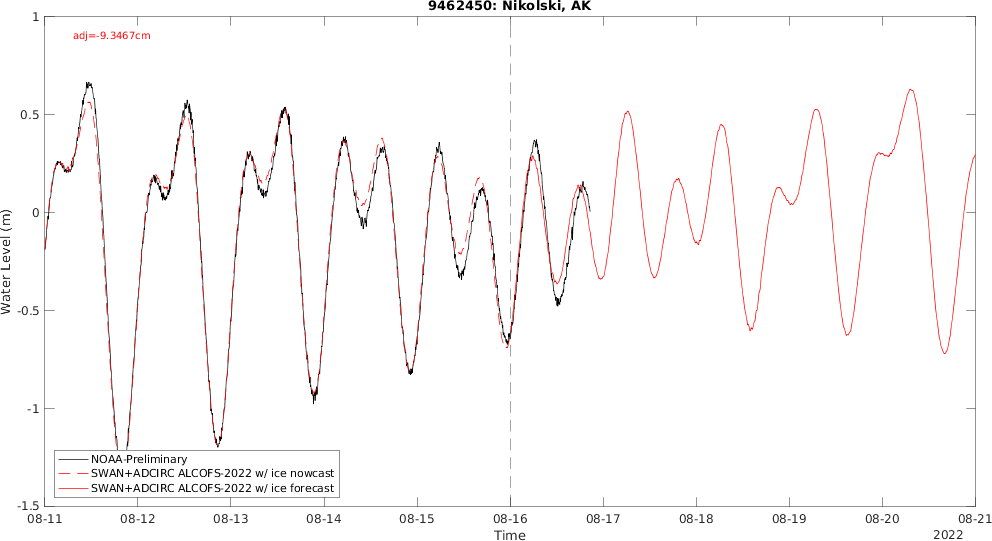 9462450: Nikolski, AK
adj=-9.3467cm
1
0.5
0
-0.5
-1
-1.5
Water Level (m)
NOAA-Preliminary
SWAN+ADCIRC ALCOFS-2022 w/ ice nowcast
SWAN+ADCIRC ALCOFS-2022 w/ ice forecast
08-11 08-12 08-13 08-14 08-15 08-16 08-17 08-18 08-19 08-20 08-21
Time
2022